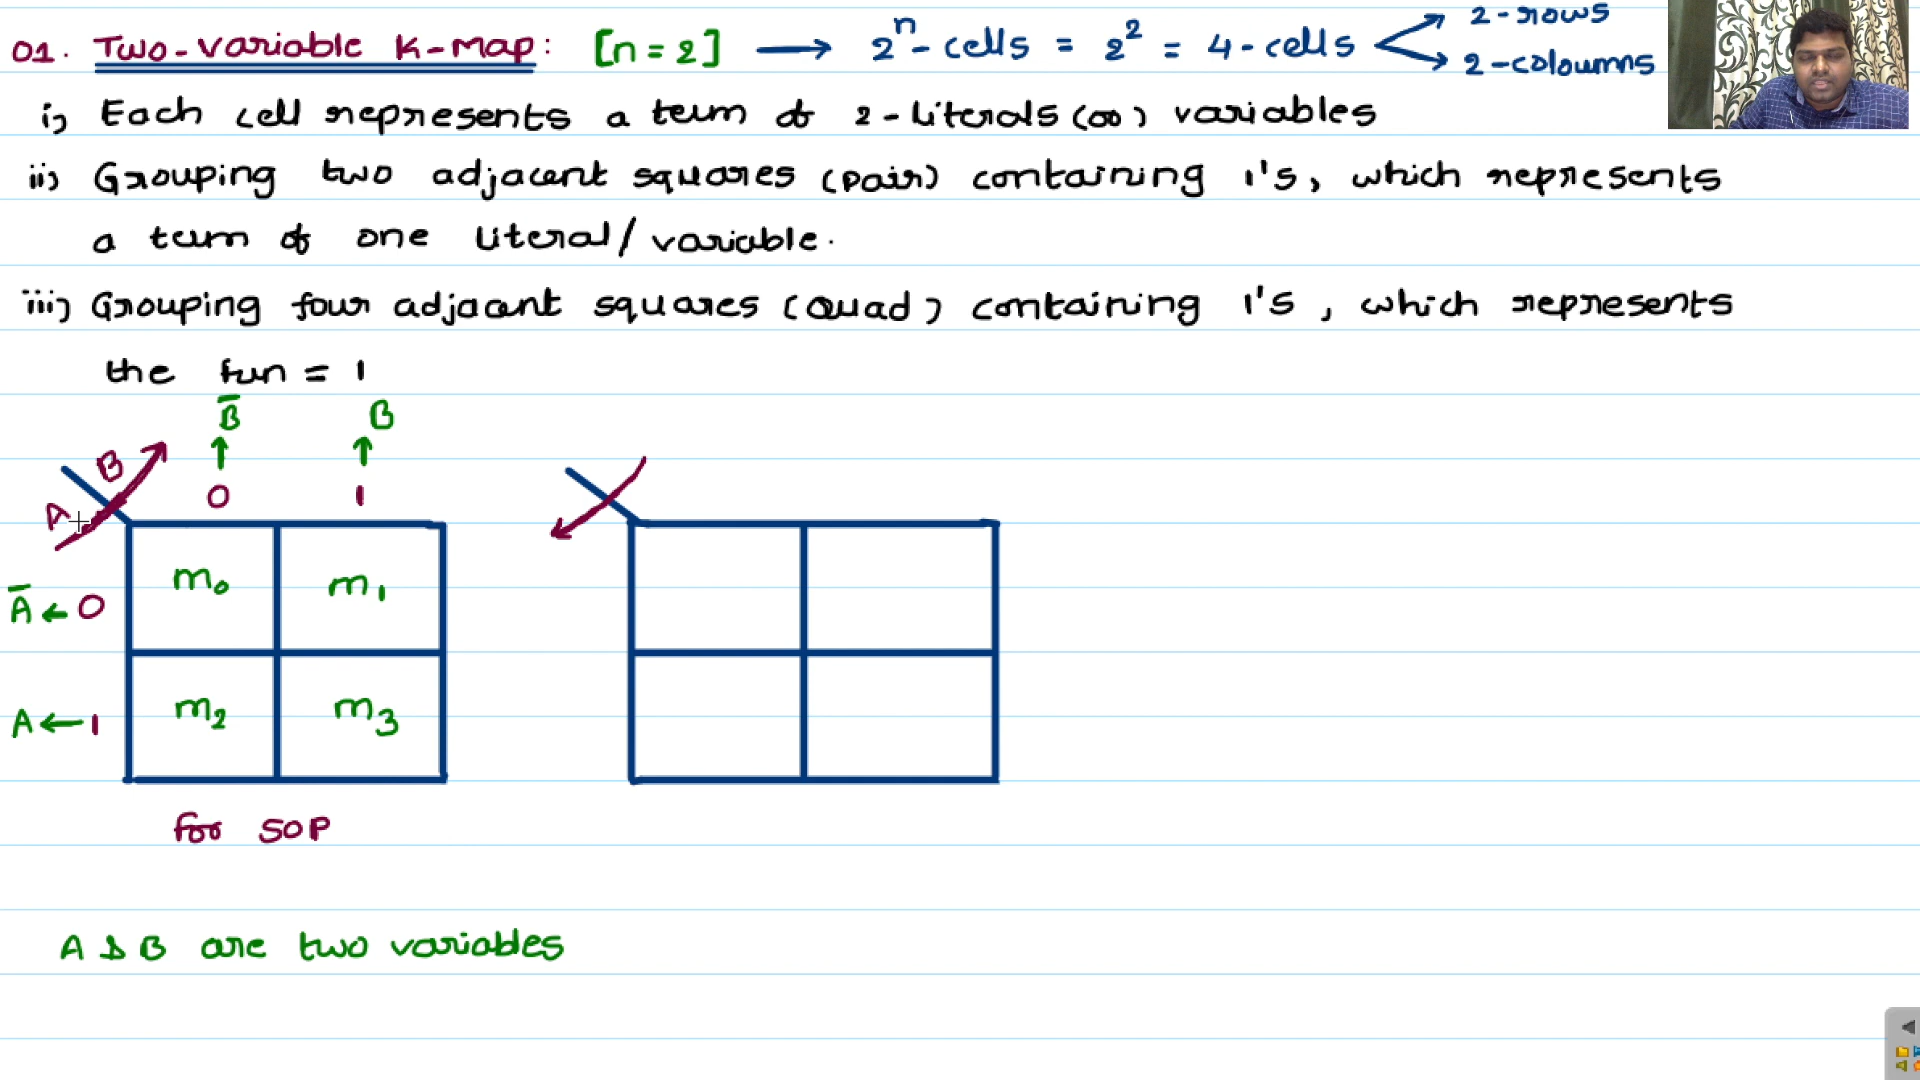 01. Two-variable K-Map: [n=2] ⟶ 2ⁿ-cells = 2² = 4-cells
2-rows
2-coloumns
i) Each cell represents a term of 2-Literals (or) variables
ii) Grouping two adjacent squares (pair) containing 1's, which represents
a term of one literal/variable.
iii) Grouping four adjacent squares (Quad) containing 1's, which represents
the fun = 1
B̅ B
↑ ↑
A B 0 1
A̅ ← 0 m₀ m₁
A ← 1 m₂ m₃
for SOP
A & B are two variables